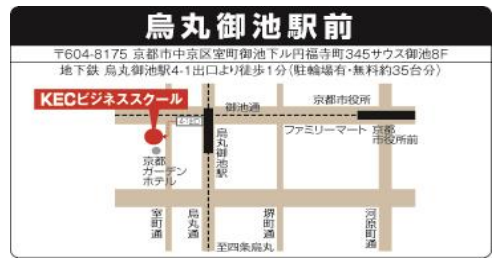 烏丸御池駅前
〒604-8175 京都市中京区室町御池下ル円福寺町345サウス御池8F
地下鉄 烏丸御池駅4-1出口より徒歩1分(駐輪場有・無料約35台分)
KECビジネススクール
御池通
京都市役所
4-1出口
ファミリーマート
京都
市役所前
烏丸御池駅
京都
ガーデン
ホテル
室町通
烏丸通
堺町通
河原町通
至四条烏丸